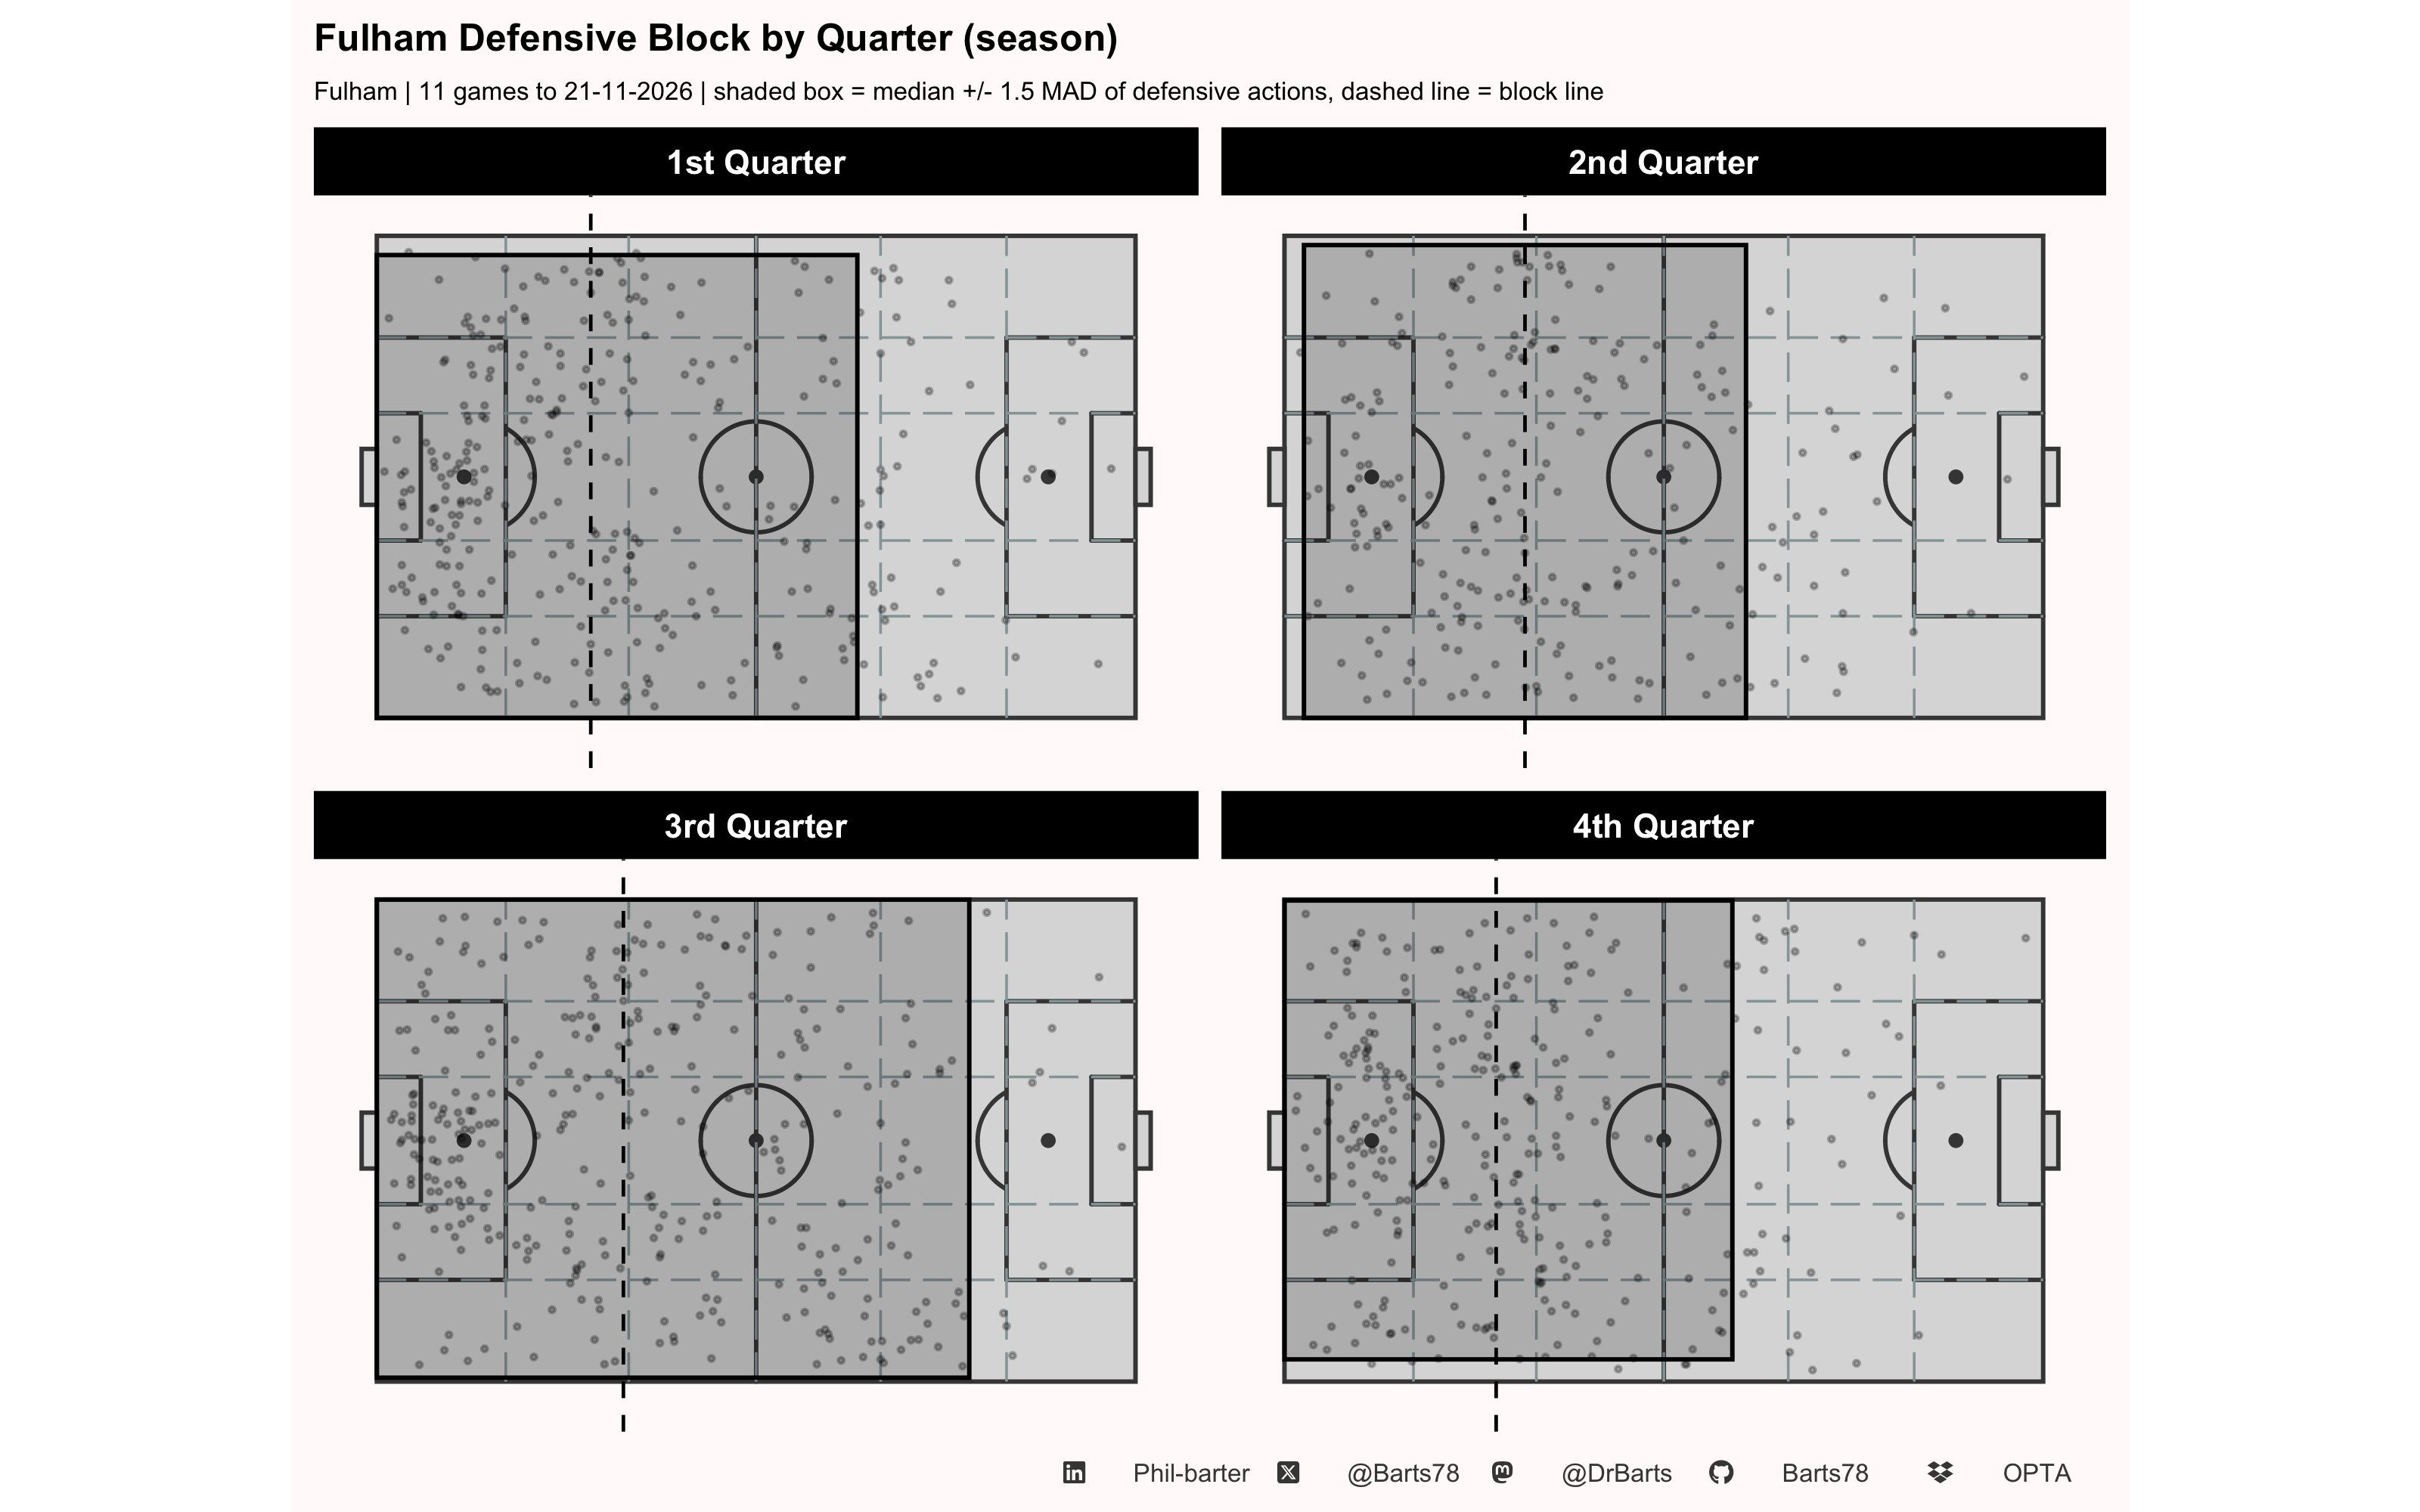 Fulham Defensive Block by Quarter (season)
Fulham | 11 games to 21-11-2026 | shaded box = median +/- 1.5 MAD of defensive actions, dashed line = block line
1st Quarter
2nd Quarter
3rd Quarter
4th Quarter
Phil-barter @Barts78 @DrBarts Barts78 OPTA